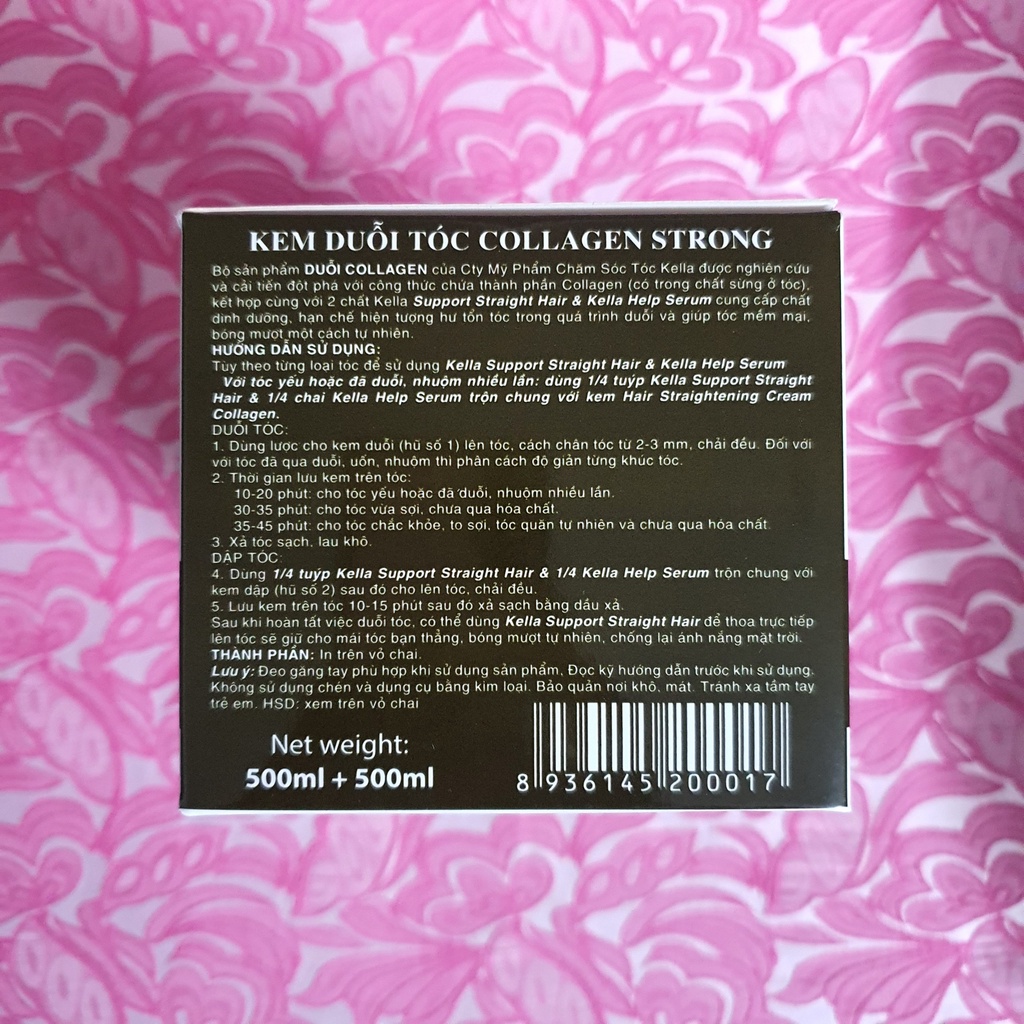 KEM DUỖI TÓC COLLAGEN STRONG
Bộ sản phẩm DUỖI COLLAGEN của Cty Mỹ Phẩm Chăm Sóc Tóc Kella được nghiên cứu
và cải tiến đột phá với công thức chứa thành phần Collagen (có trong chất sừng ở tóc),
kết hợp cùng với 2 chất Kella Support Straight Hair & Kella Help Serum cung cấp chất
dinh dưỡng, hạn chế hiện tượng hư tổn tóc trong quá trình duỗi và giúp tóc mềm mại,
bóng mượt một cách tự nhiên.
HƯỚNG DẪN SỬ DỤNG:
Tùy theo từng loại tóc để sử dụng Kella Support Straight Hair & Kella Help Serum
Với tóc yếu hoặc đã duỗi, nhuộm nhiều lần: dùng 1/4 tuýp Kella Support Straight
Hair & 1/4 chai Kella Help Serum trộn chung với kem Hair Straightening Cream
Collagen.
DUỖI TÓC:
1. Dùng lược cho kem duỗi (hũ số 1) lên tóc, cách chân tóc từ 2-3 mm, chải đều. Đối với
với tóc đã qua duỗi, uốn, nhuộm thì phân cách độ giản từng khúc tóc.
2. Thời gian lưu kem trên tóc:
10-20 phút: cho tóc yếu hoặc đã duỗi, nhuộm nhiều lần.
30-35 phút: cho tóc vừa sợi, chưa qua hóa chất.
35-45 phút: cho tóc chắc khỏe, to sợi, tóc quăn tự nhiên và chưa qua hóa chất
3. Xả tóc sạch, lau khô.
DẬP TÓC:
4. Dùng 1/4 tuýp Kella Support Straight Hair & 1/4 Kella Help Serum trộn chung với
kem dập (hũ số 2) sau đó cho lên tóc, chải đều.
5. Lưu kem trên tóc 10-15 phút sau đó xả sạch bằng dầu xả.
Sau khi hoàn tất việc duỗi tóc, có thể dùng Kella Support Straight Hair để thoa trực tiếp
lên tóc sẽ giữ cho mái tóc bạn thẳng, bóng mượt tự nhiên, chống lại ánh nắng mặt trời.
THÀNH PHẦN: In trên vỏ chai.
Lưu ý: Đeo găng tay phù hợp khi sử dụng sản phẩm, Đọc kỹ hướng dẫn trước khi sử dụng.
Không sử dụng chén và dụng cụ bằng kim loại. Bảo quản nơi khô, mát. Tránh xa tầm tay
trẻ em. HSD: xem trên vỏ chai
Net weight:
500ml + 500ml
8 936145 200017